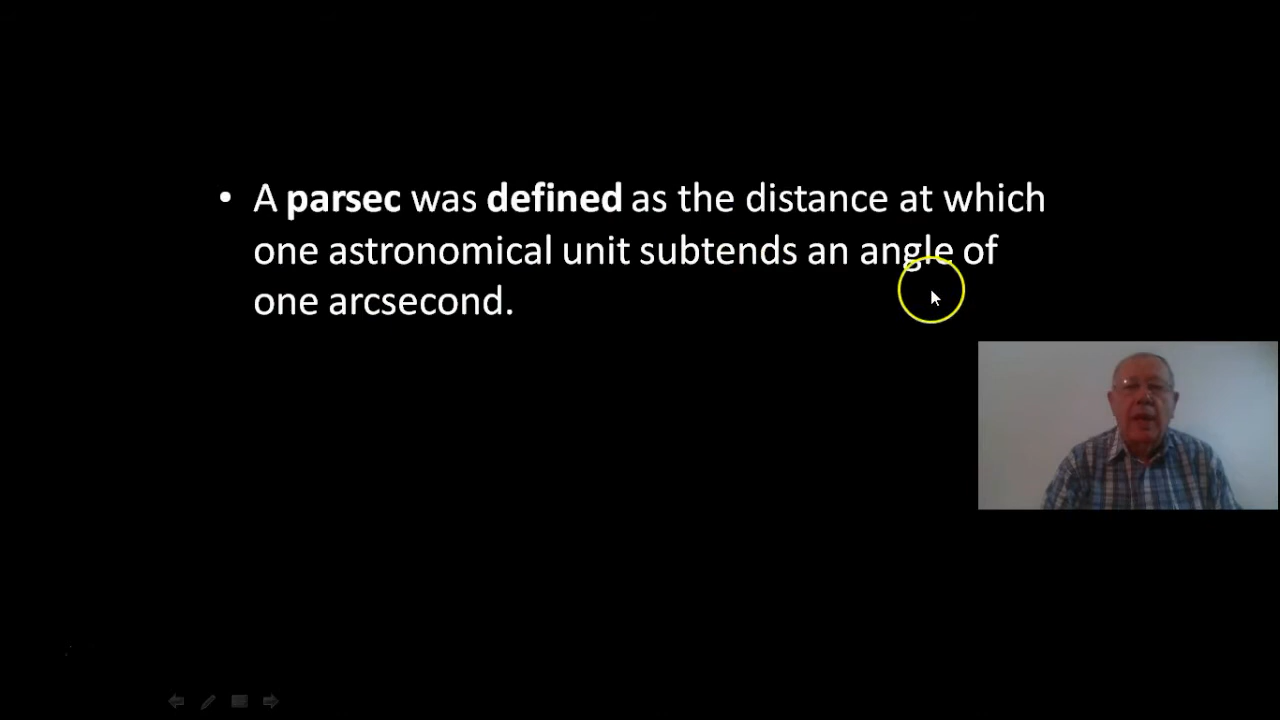 • A parsec was defined as the distance at which
one astronomical unit subtends an angle of
one arcsecond.